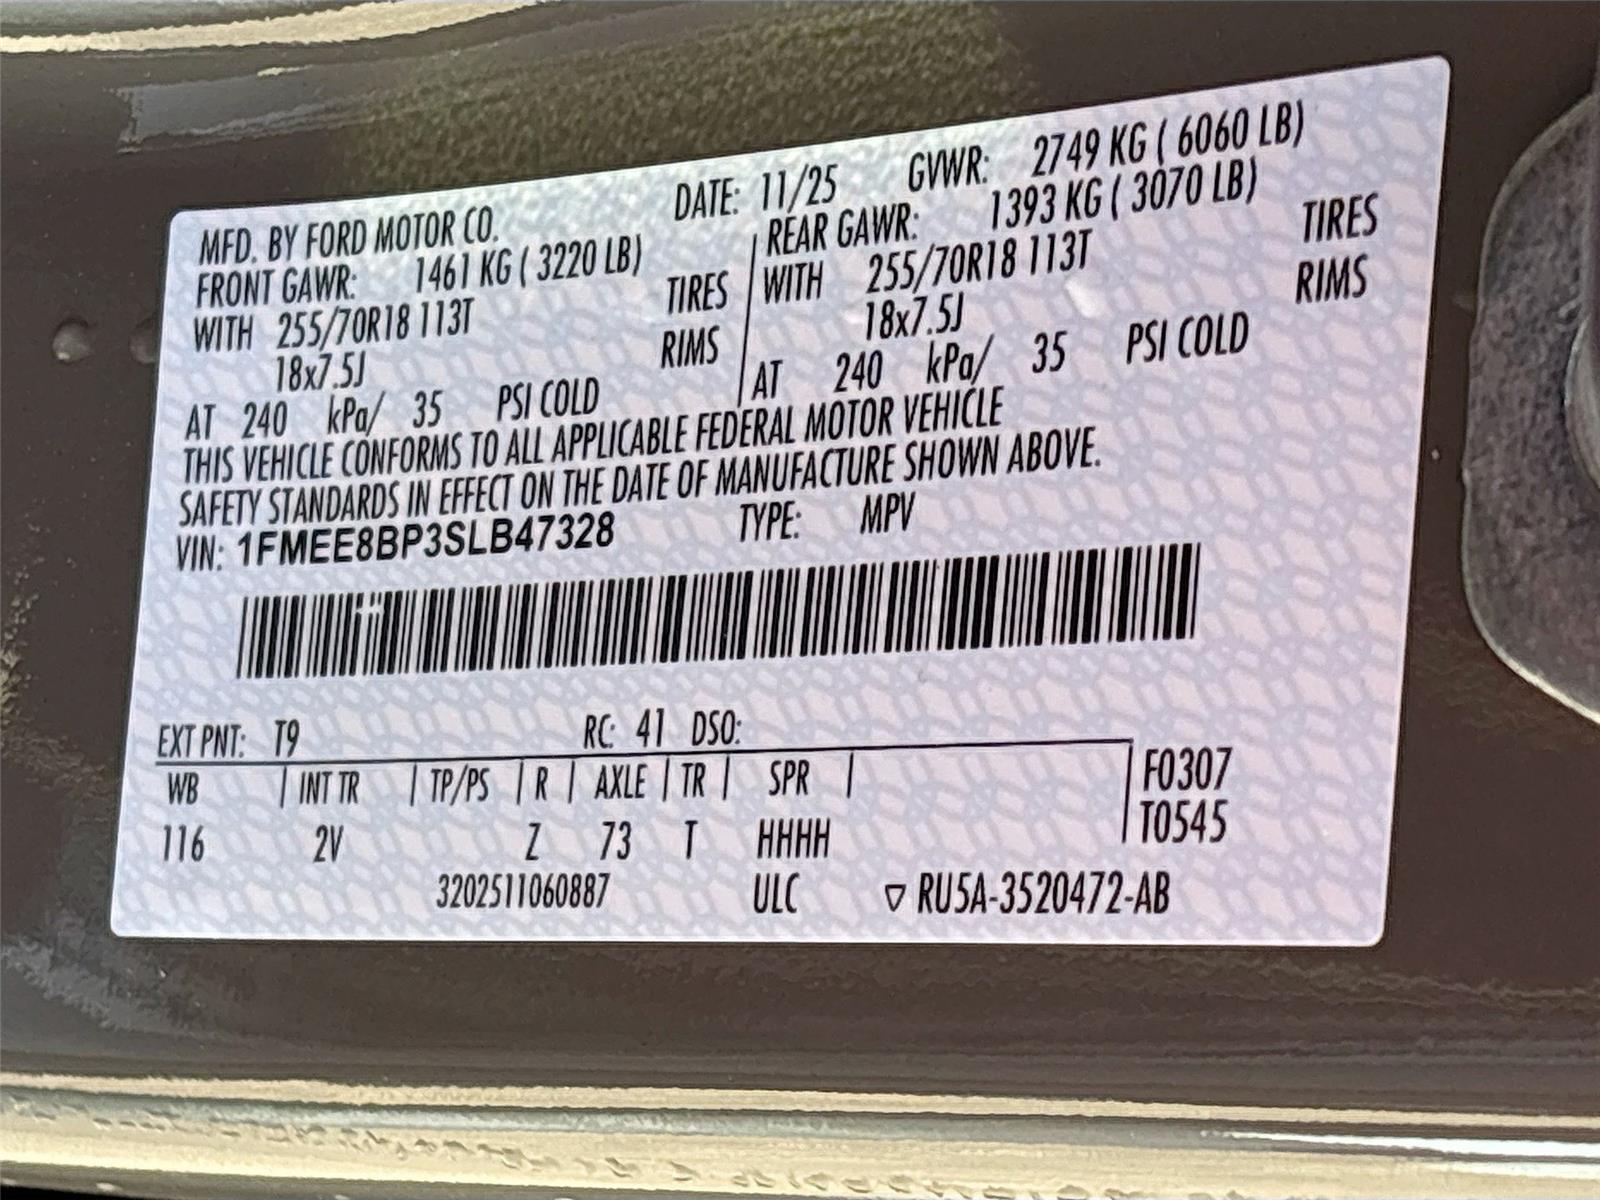 MFD. BY FORD MOTOR CO. DATE: 11/25 GVWR: 2749 KG ( 6060 LB)
FRONT GAWR: 1461 KG ( 3220 LB) REAR GAWR: 1393 KG ( 3070 LB)
WITH 255/70R18 113T TIRES WITH 255/70R18 113T TIRES
18x7.5J RIMS 18x7.5J RIMS
AT 240 kPa/ 35 PSI COLD AT 240 kPa/ 35 PSI COLD
THIS VEHICLE CONFORMS TO ALL APPLICABLE FEDERAL MOTOR VEHICLE
SAFETY STANDARDS IN EFFECT ON THE DATE OF MANUFACTURE SHOWN ABOVE.
VIN: 1FMEE8BP3SLB47328 TYPE: MPV
EXT PNT: T9 RC: 41 DSO:
WB | INT TR | TP/PS | R | AXLE | TR | SPR | F0307
T0545
116 2V Z 73 T HHHH
3202511060887 ULC ▽ RU5A-3520472-AB